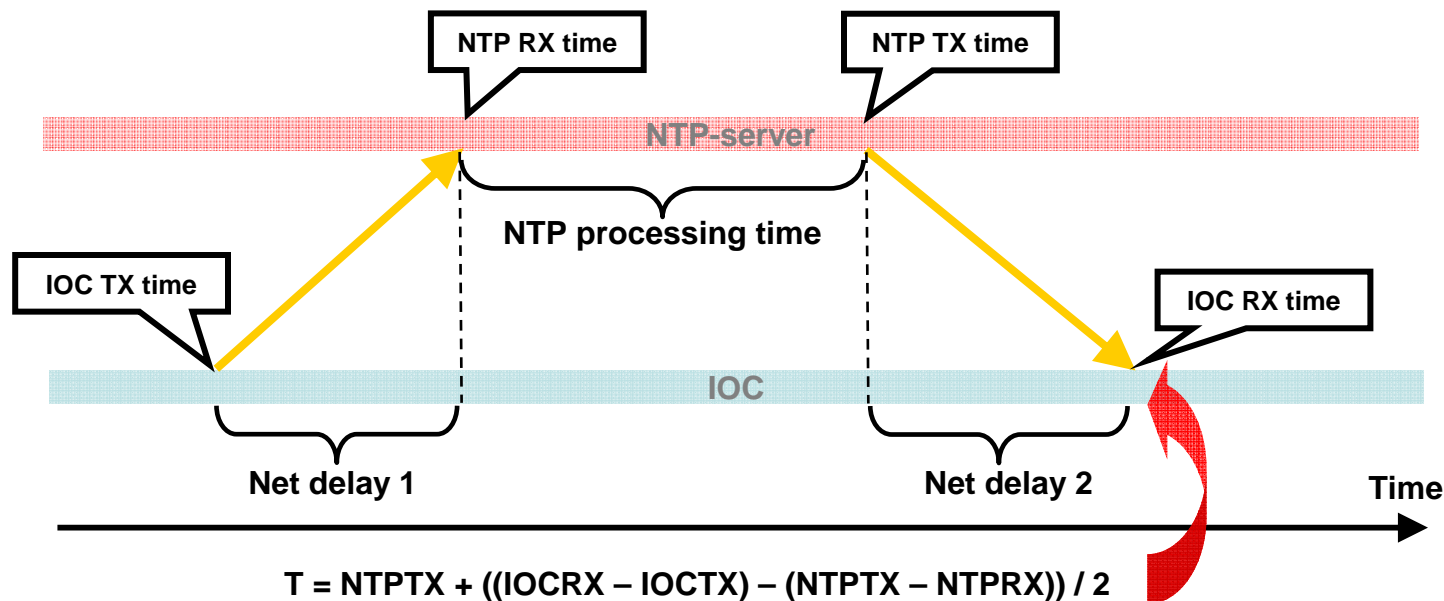 NTP RX time
NTP TX time
NTP-server
NTP processing time
IOC TX time
IOC RX time
IOC
Net delay 1
Net delay 2
Time
T = NTPTX + ((IOCRX – IOCTX) – (NTPTX – NTPRX)) / 2